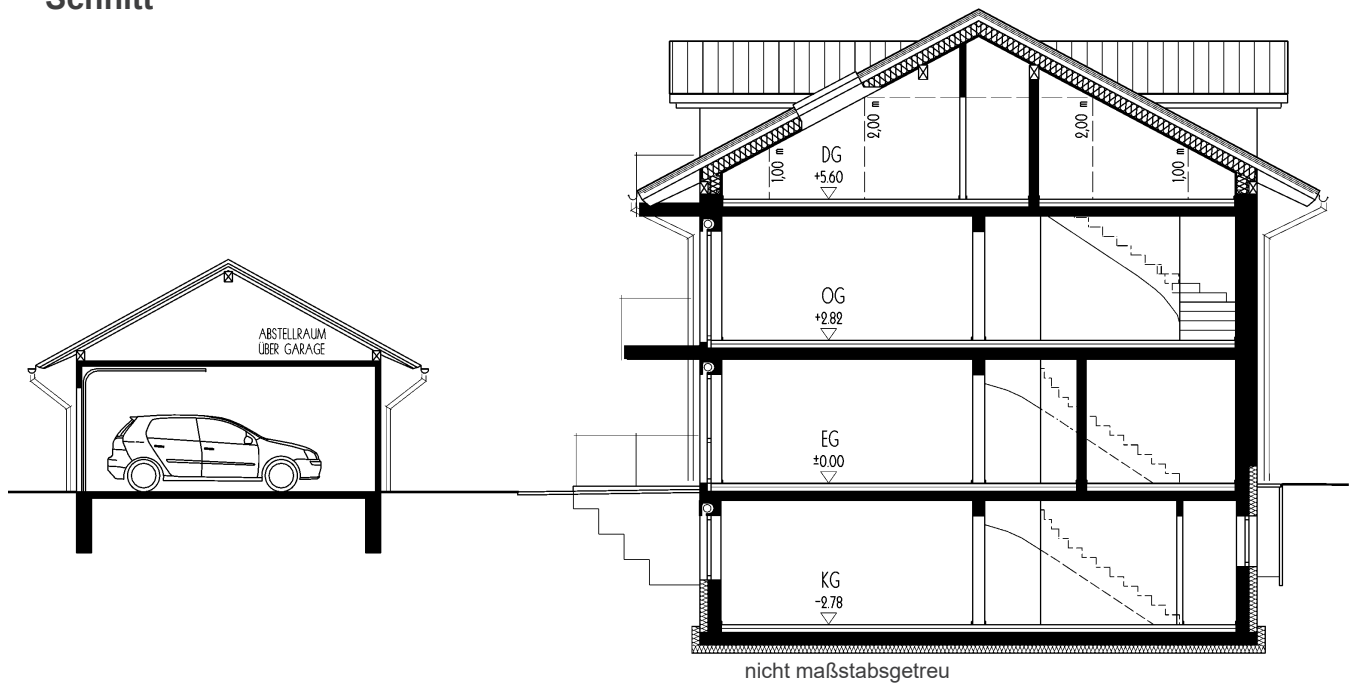 Schnitt
2,00 m
2,00 m
1,00 m
DG
+5.60
1,00 m
OG
+2.82
ABSTELLRAUM
ÜBER GARAGE
EG
±0.00
KG
-2.78
nicht maßstabsgetreu